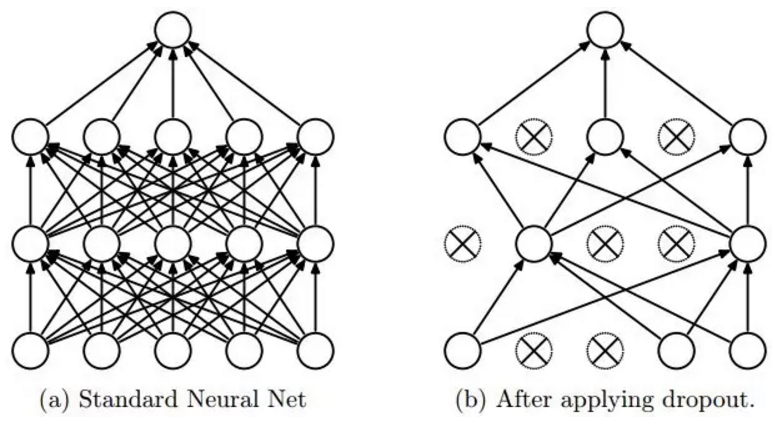 (a) Standard Neural Net
(b) After applying dropout.